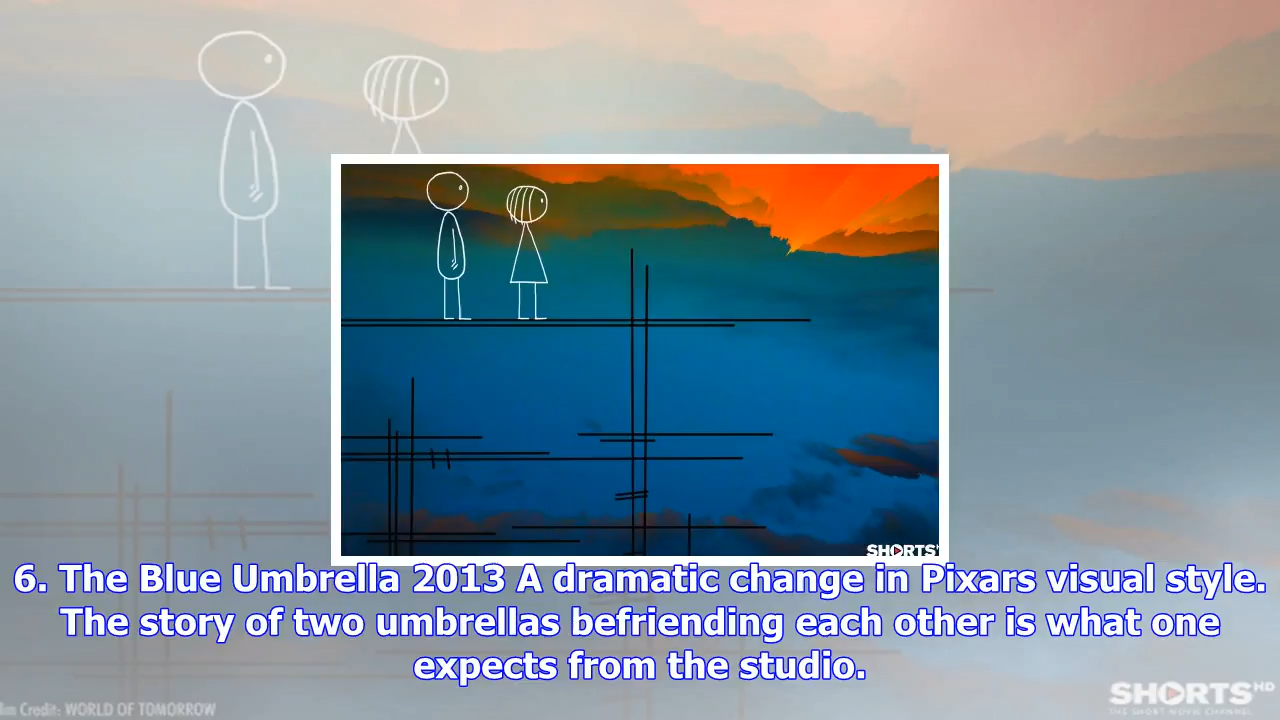 SHORTS
6. The Blue Umbrella 2013 A dramatic change in Pixars visual style.
The story of two umbrellas befriending each other is what one
expects from the studio.
lm Credit: WORLD OF TOMORROW
SHORTS HD
THE SHORT MOVIE CHANNEL